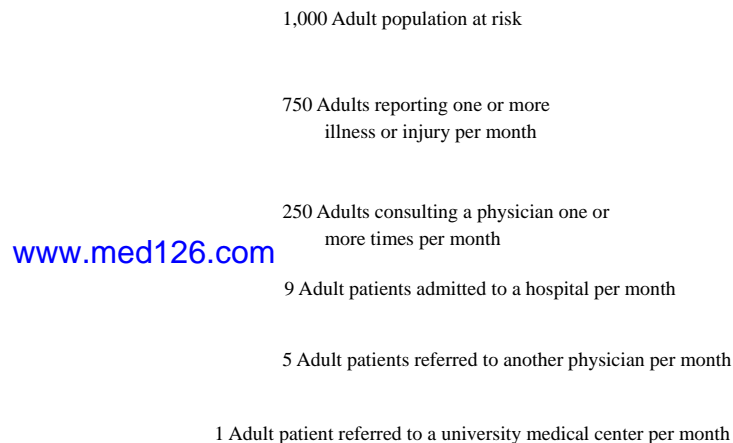 1,000 Adult population at risk
750 Adults reporting one or more
illness or injury per month
250 Adults consulting a physician one or
more times per month
www.med126.com
9 Adult patients admitted to a hospital per month
5 Adult patients referred to another physician per month
1 Adult patient referred to a university medical center per month